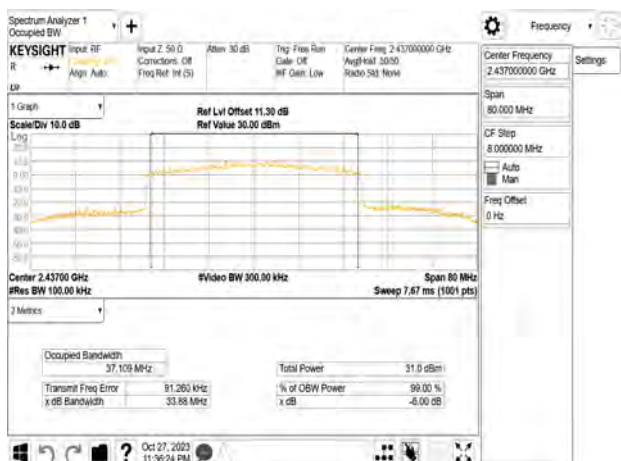 Spectrum Analyzer 1
Occupied BW
Frequency
KEYSIGHT Input: RF
R
Align: Auto
Input Z: 50 Ω
Corrections: Off
Freq Ref: Int (S)
Atten: 30 dB
Trig: Free Run
Gate: Off
#IF Gain: Low
Center Freq: 2.437000000 GHz
Avg|Hold: 50/50
Radio Std: None
Center Frequency
2.437000000 GHz
Settings
Span
80.000 MHz
CF Step
8.000000 MHz
Auto
Man
Freq Offset
0 Hz
1 Graph
Scale/Div 10.0 dB
Ref Lvl Offset 11.30 dB
Ref Value 30.00 dBm
Log
Center 2.43700 GHz
#Res BW 100.00 kHz
#Video BW 300.00 kHz
Span 80 MHz
Sweep 7.67 ms (1001 pts)
2 Metrics
Occupied Bandwidth
37.109 MHz
Total Power 31.0 dBm
Transmit Freq Error 91.260 kHz
% of OBW Power 99.00 %
x dB Bandwidth 33.88 MHz
x dB -6.00 dB
Oct 27, 2023
11:36:24 PM